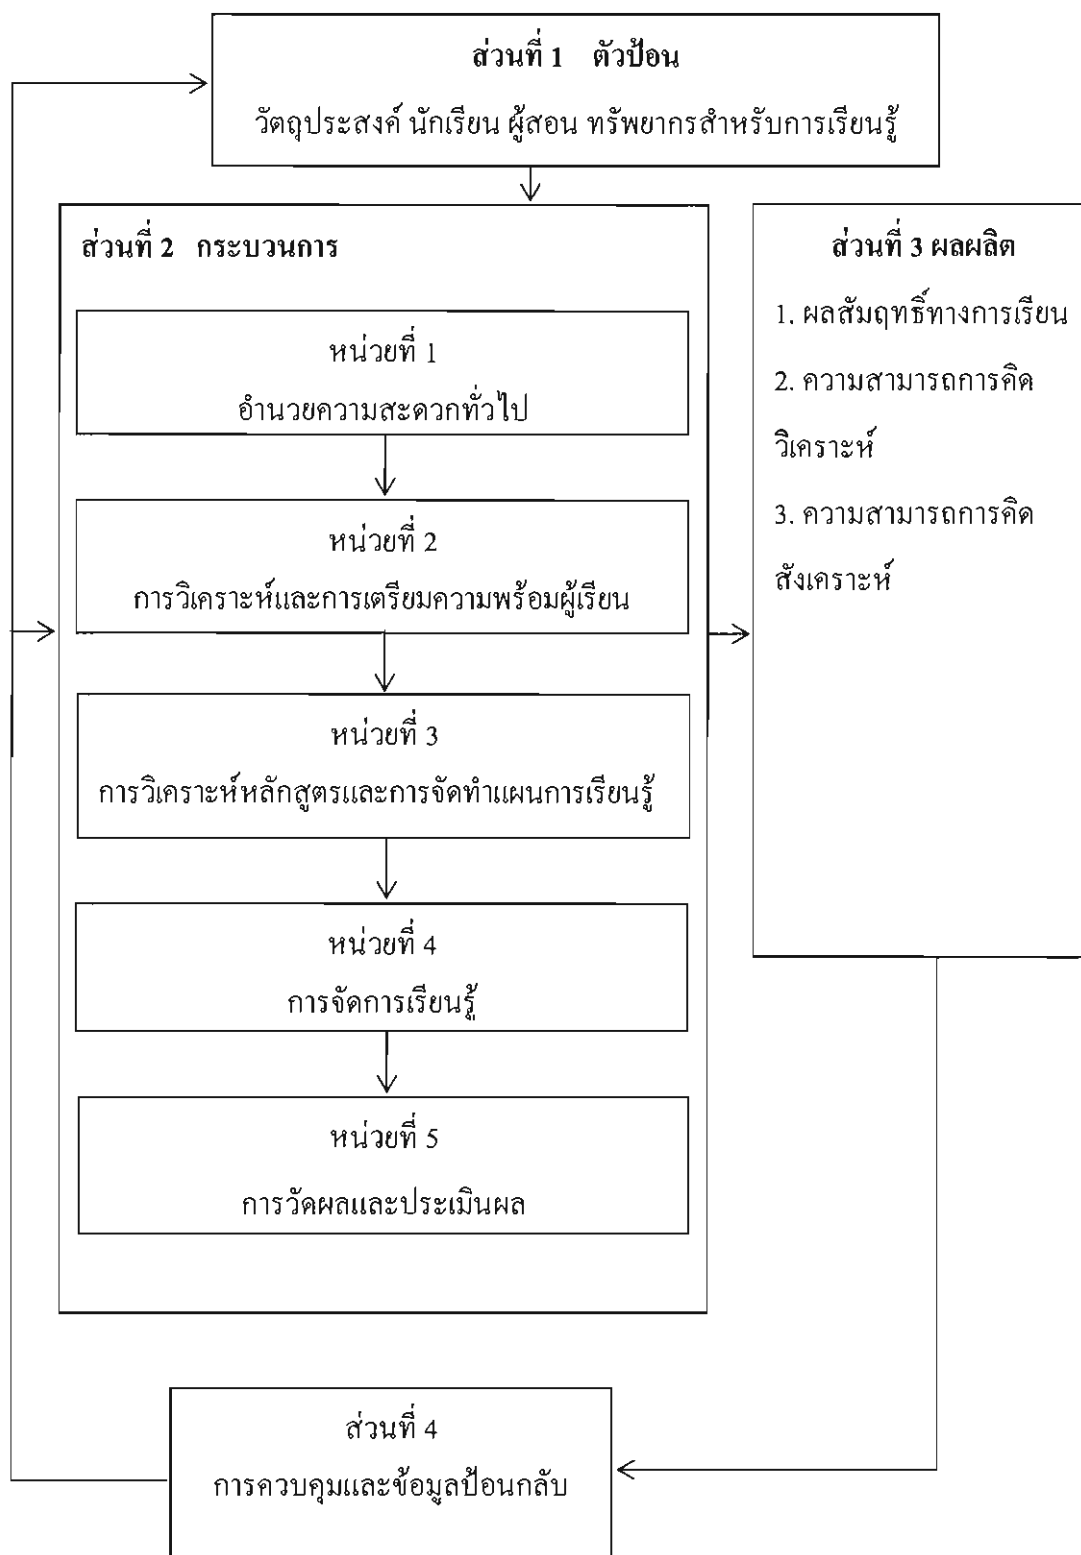 ส่วนที่ 1 ตัวป้อน
วัตถุประสงค์ นักเรียน ผู้สอน ทรัพยากรสำหรับการเรียนรู้
ส่วนที่ 2 กระบวนการ
หน่วยที่ 1
อำนวยความสะดวกทั่วไป
หน่วยที่ 2
การวิเคราะห์และการเตรียมความพร้อมผู้เรียน
หน่วยที่ 3
การวิเคราะห์หลักสูตรและการจัดทำแผนการเรียนรู้
หน่วยที่ 4
การจัดการเรียนรู้
หน่วยที่ 5
การวัดผลและประเมินผล
ส่วนที่ 3 ผลผลิต
1. ผลสัมฤทธิ์ทางการเรียน
2. ความสามารถการคิด
วิเคราะห์
3. ความสามารถการคิด
สังเคราะห์
ส่วนที่ 4
การควบคุมและข้อมูลป้อนกลับ